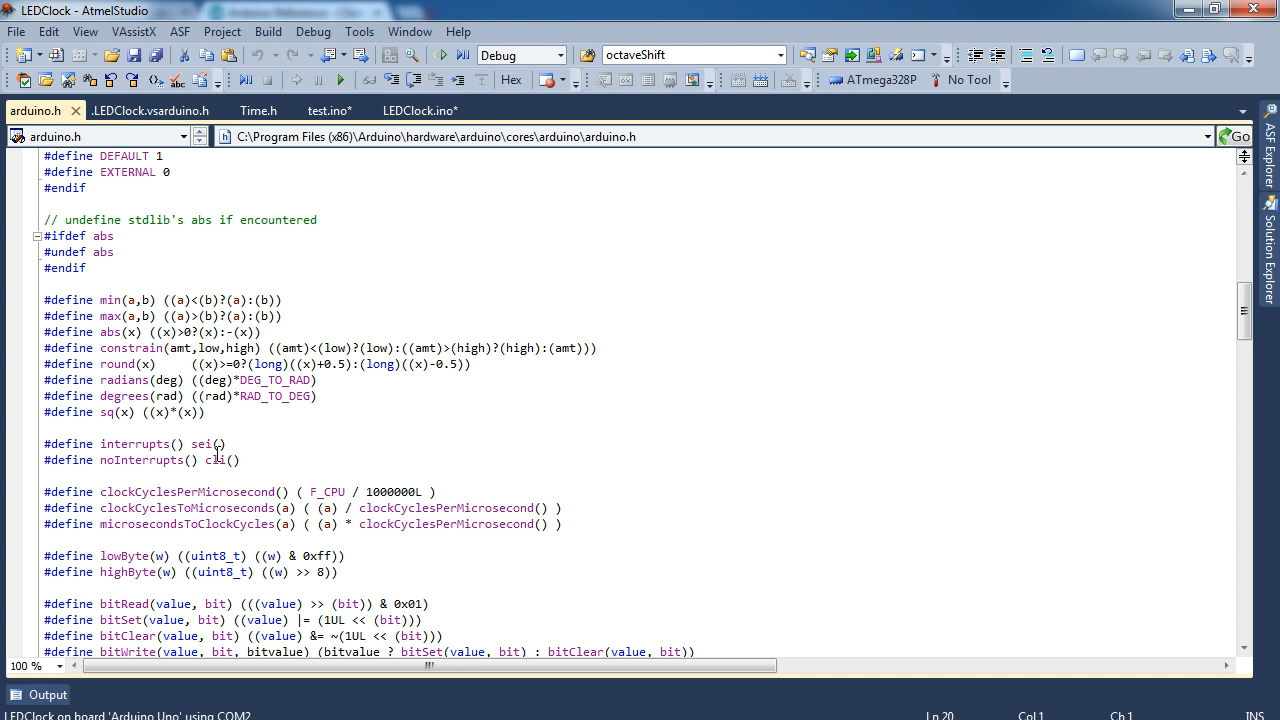 LEDClock - AtmelStudio
File Edit View VAssistX ASF Project Build Debug Tools Window Help
Debug octaveShift
Hex ATmega328P No Tool
arduino.h .LEDClock.vsarduino.h Time.h test.ino* LEDClock.ino*
arduino.h C:\Program Files (x86)\Arduino\hardware\arduino\cores\arduino\arduino.h Go
#define DEFAULT 1
#define EXTERNAL 0
#endif
// undefine stdlib's abs if encountered
#ifdef abs
#undef abs
#endif
#define min(a,b) ((a)<(b)?(a):(b))
#define max(a,b) ((a)>(b)?(a):(b))
#define abs(x) ((x)>0?(x):-(x))
#define constrain(amt,low,high) ((amt)<(low)?(low):((amt)>(high)?(high):(amt)))
#define round(x)     ((x)>=0?(long)((x)+0.5):(long)((x)-0.5))
#define radians(deg) ((deg)*DEG_TO_RAD)
#define degrees(rad) ((rad)*RAD_TO_DEG)
#define sq(x) ((x)*(x))
#define interrupts() sei()
#define noInterrupts() cli()
#define clockCyclesPerMicrosecond() ( F_CPU / 1000000L )
#define clockCyclesToMicroseconds(a) ( (a) / clockCyclesPerMicrosecond() )
#define microsecondsToClockCycles(a) ( (a) * clockCyclesPerMicrosecond() )
#define lowByte(w) ((uint8_t) ((w) & 0xff))
#define highByte(w) ((uint8_t) ((w) >> 8))
#define bitRead(value, bit) (((value) >> (bit)) & 0x01)
#define bitSet(value, bit) ((value) |= (1UL << (bit)))
#define bitClear(value, bit) ((value) &= ~(1UL << (bit)))
#define bitWrite(value, bit, bitvalue) (bitvalue ? bitSet(value, bit) : bitClear(value, bit))
100 %
Output
LEDClock on board 'Arduino Uno' using COM2 Ln 20 Col 1 Ch 1 INS
ASF Explorer
Solution Explorer